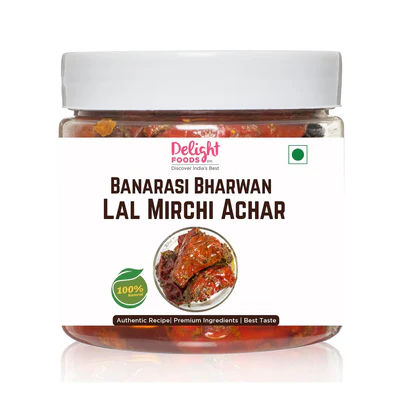 Delight
FOODS
Discover India's Best
BANARASI BHARWAN
LAL MIRCHI ACHAR
100%
Authentic Recipe| Premium Ingredients | Best Taste